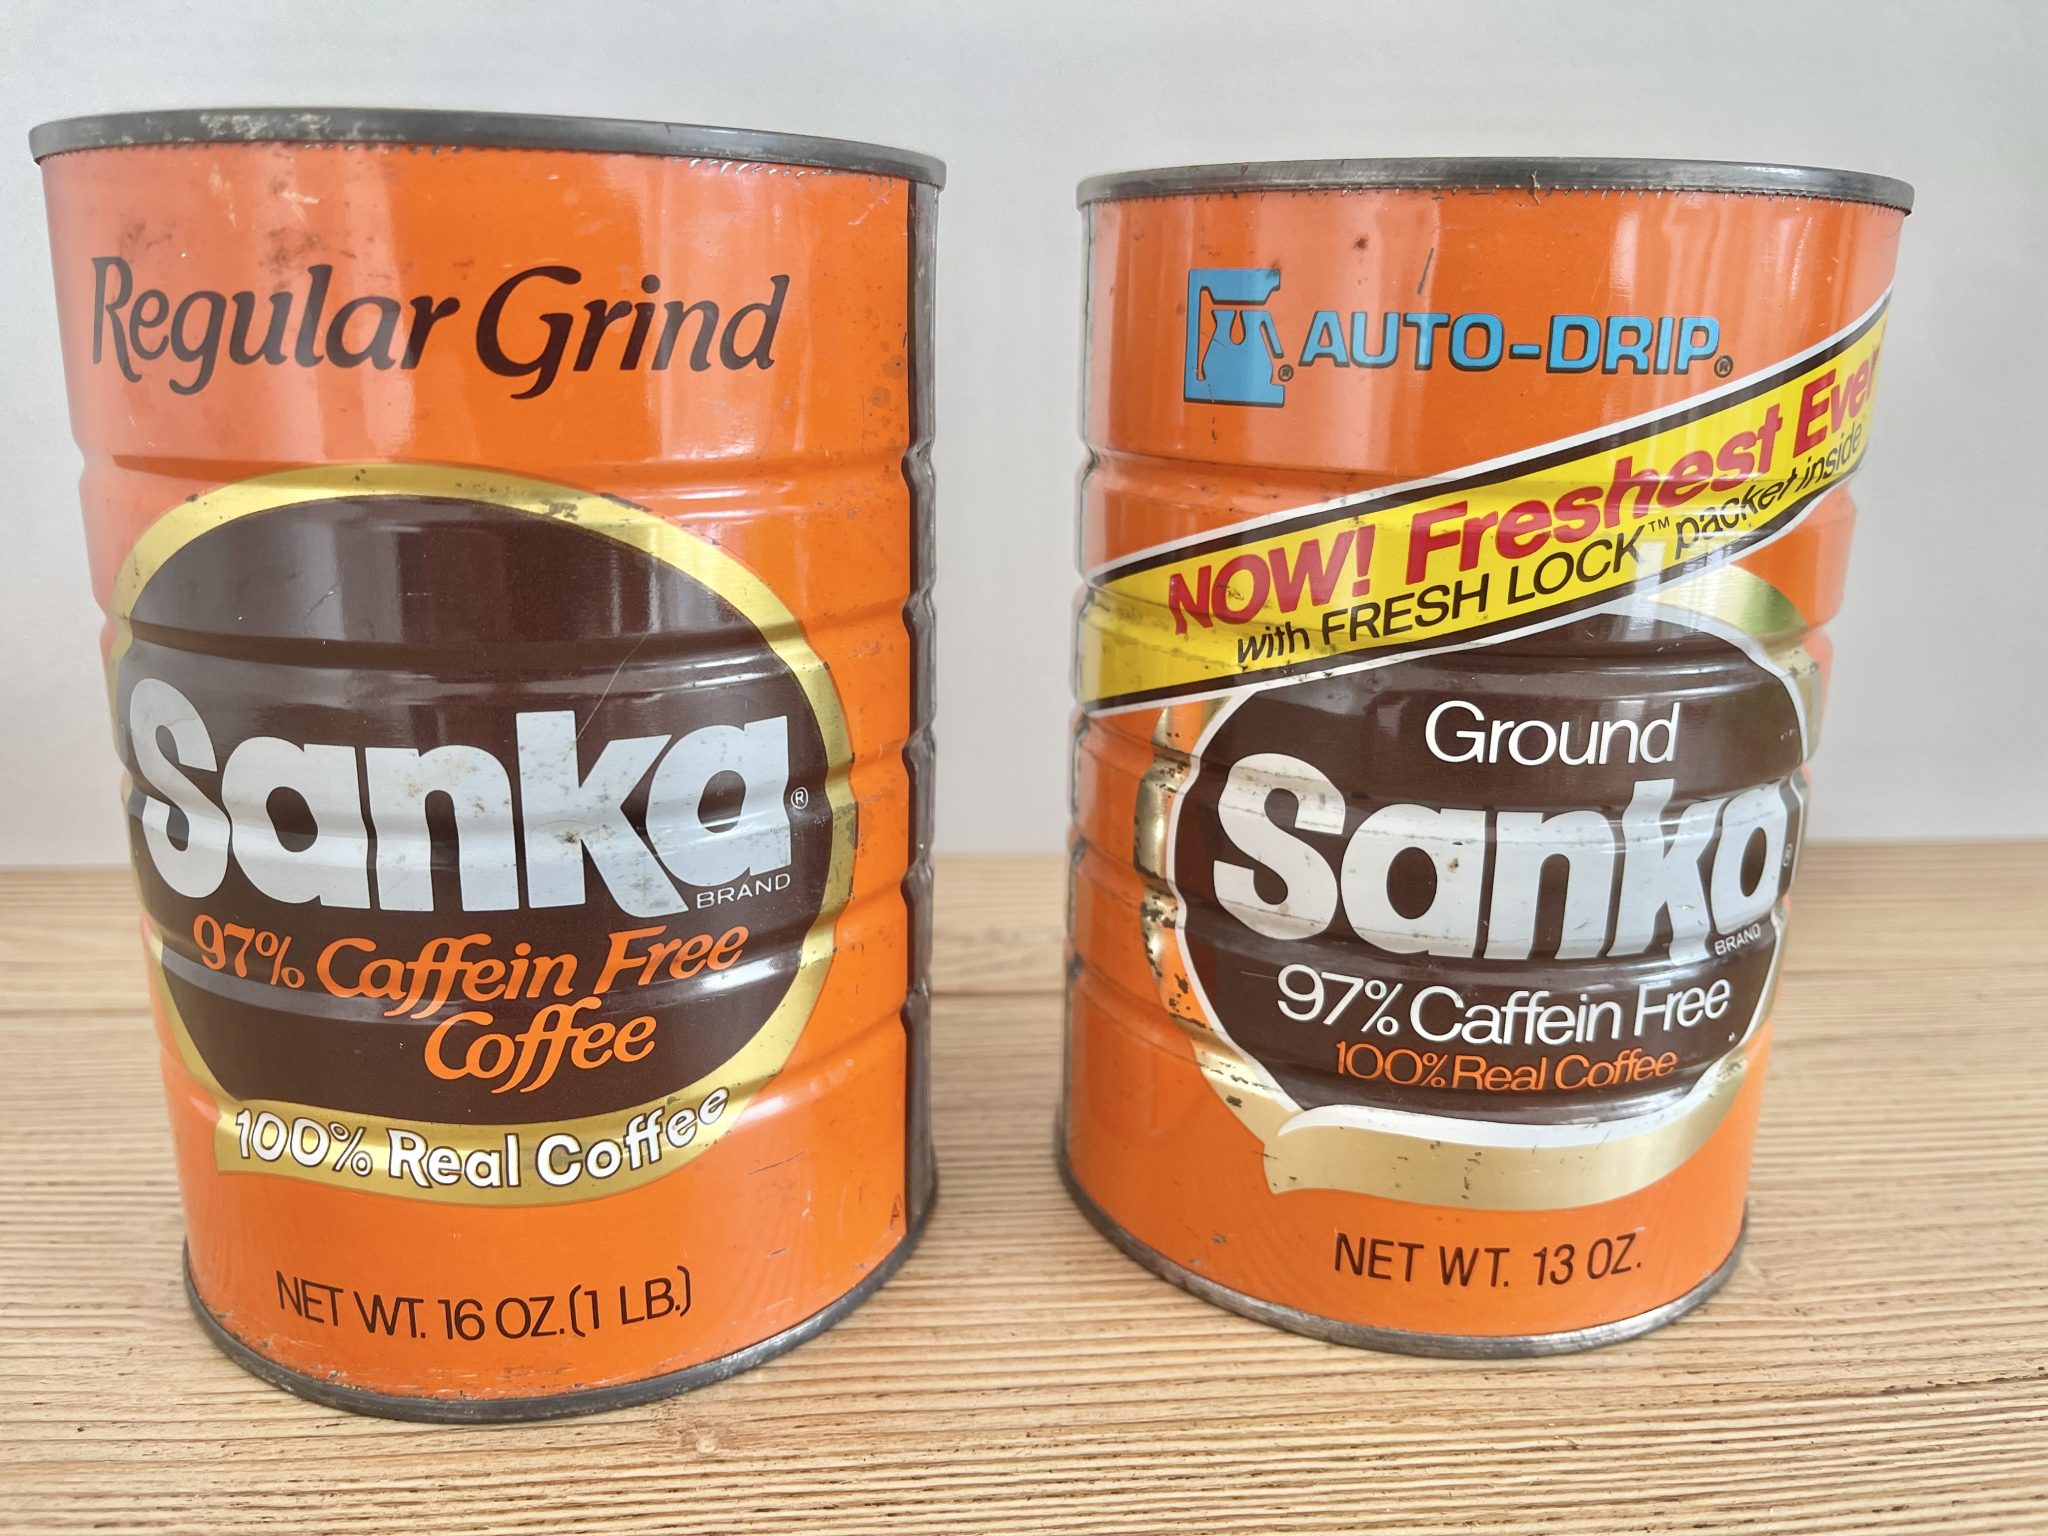 Regular Grind
Sanka®
BRAND
97% Caffein Free
Coffee
100% Real Coffee
NET WT. 16 OZ. (1 LB.)
A
® AUTO-DRIP®
NOW! Freshest Ever
with FRESH LOCK™ packet inside
Ground
Sanka®
BRAND
97% Caffein Free
100% Real Coffee
NET WT. 13 OZ.